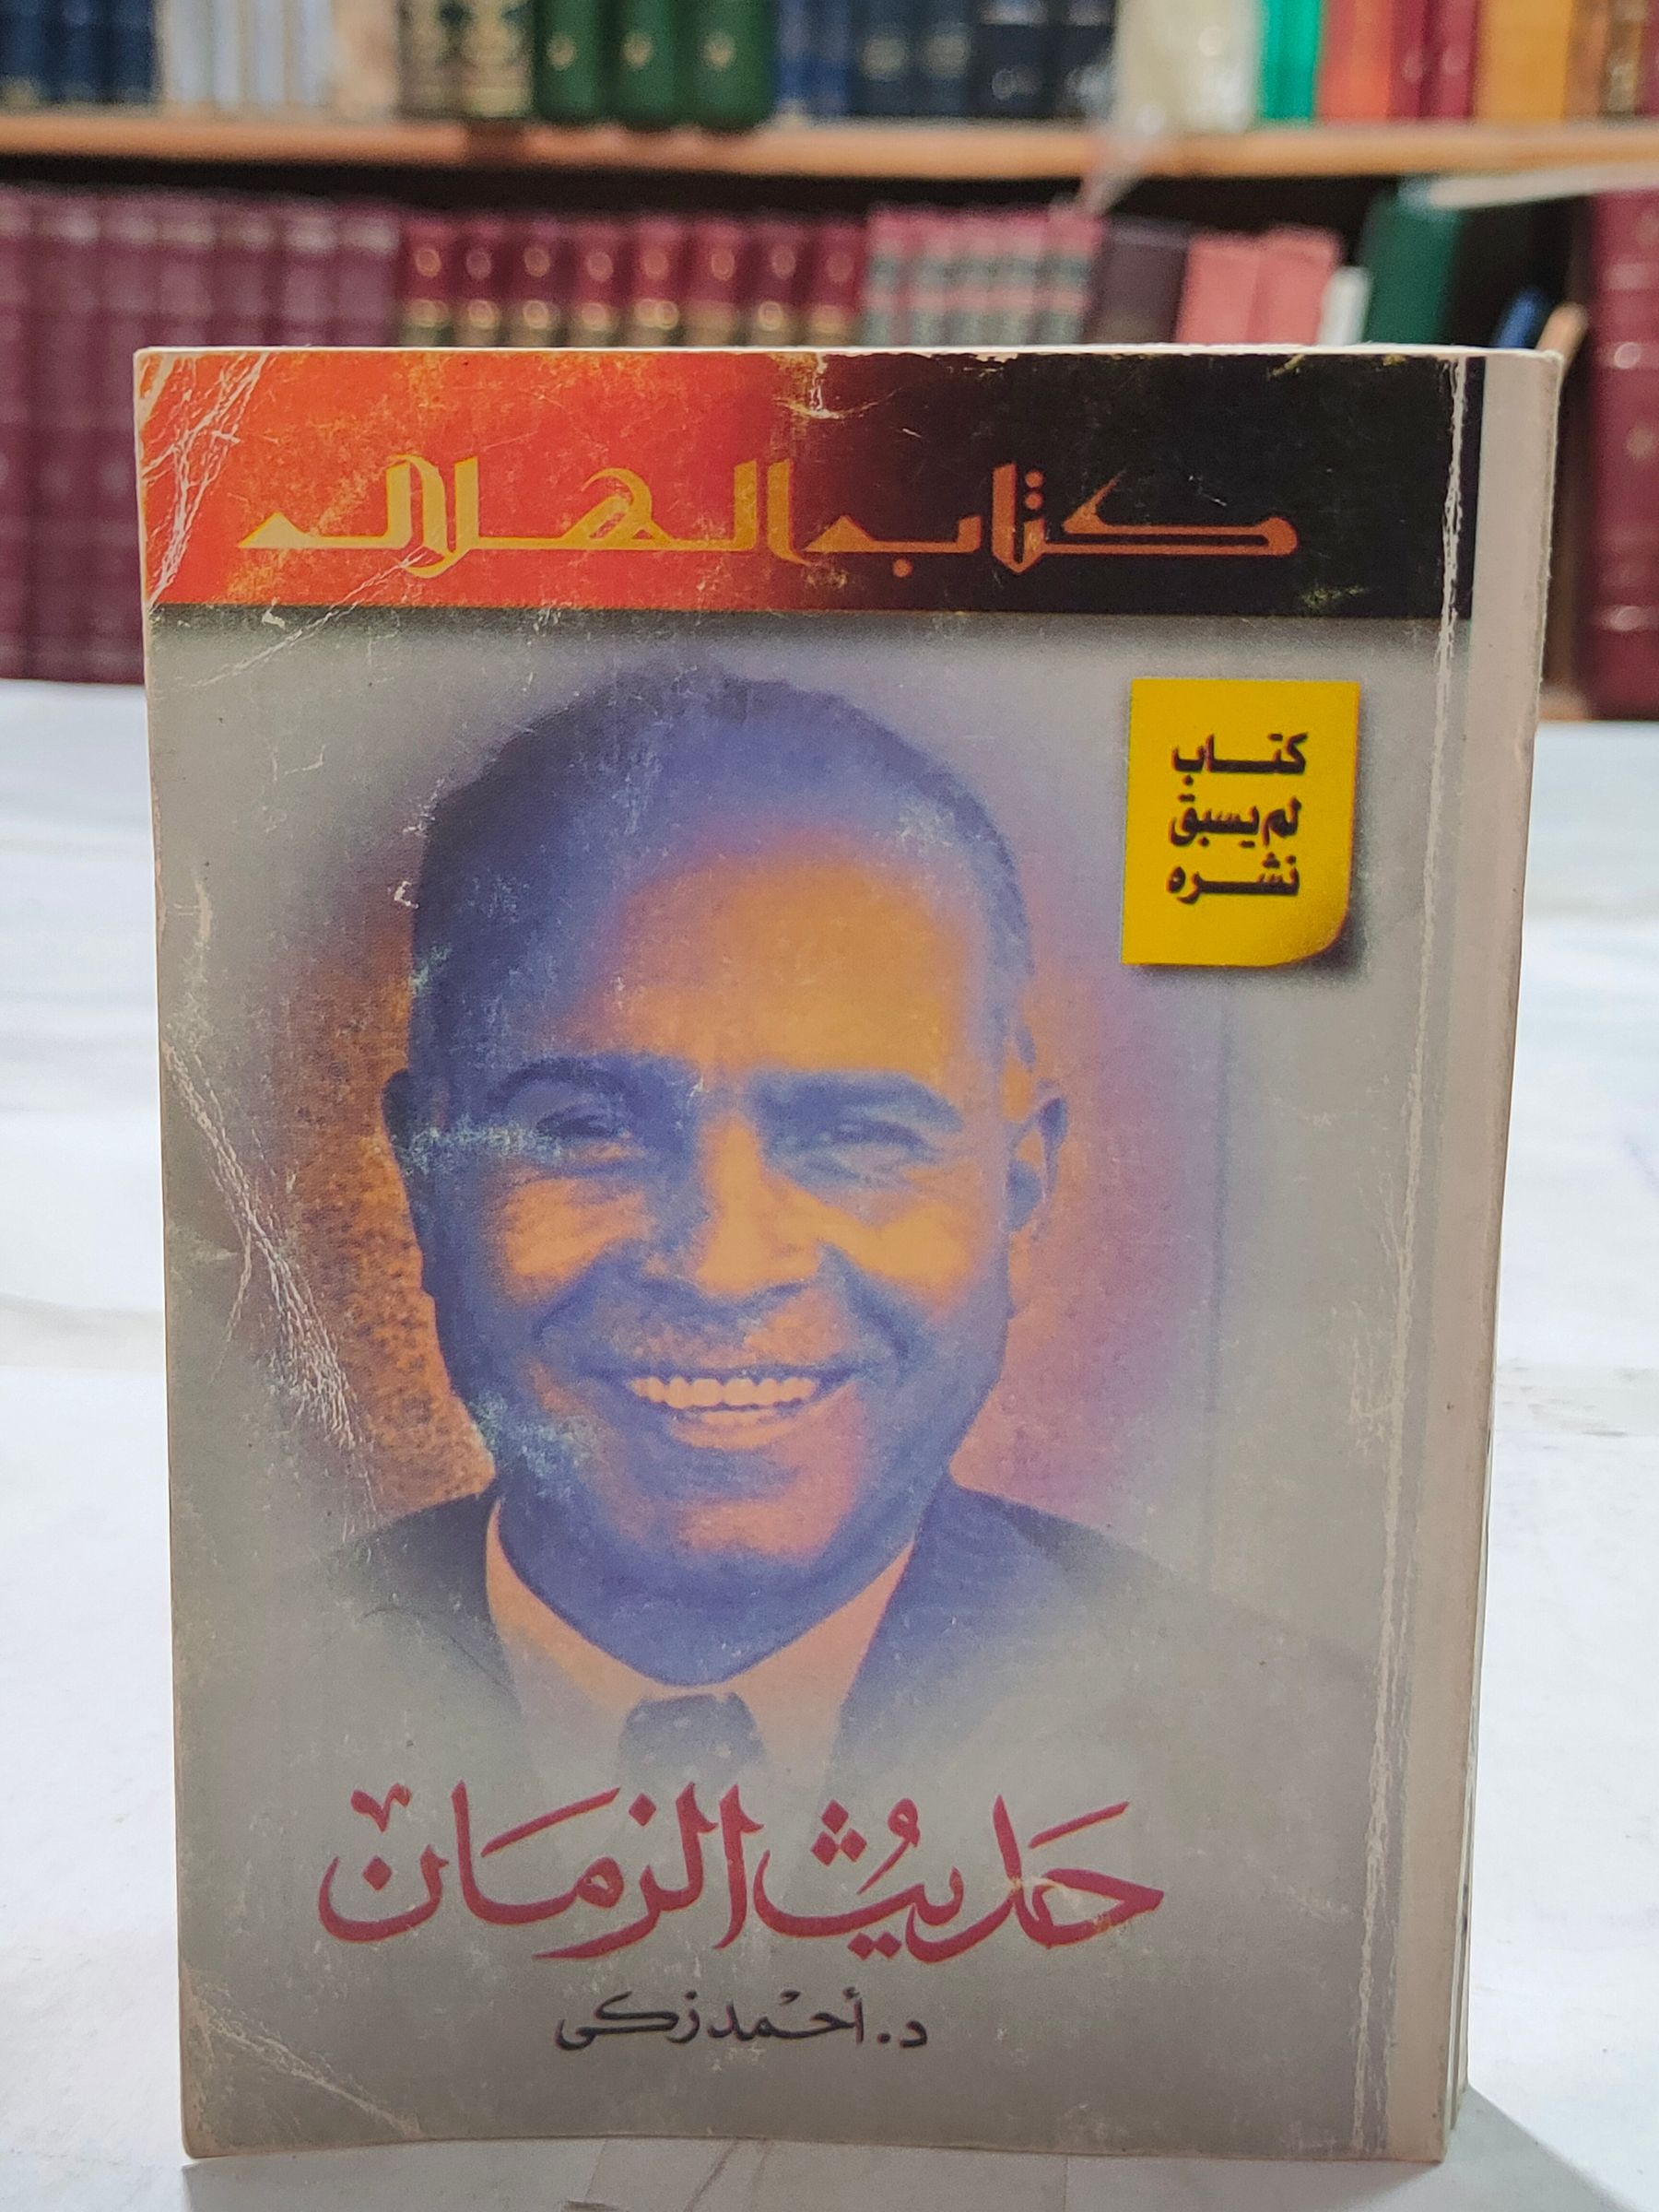 كتاب الهلال
كتاب
لم يسبق
نشره
حديث الزمان
د. أحمد زكى